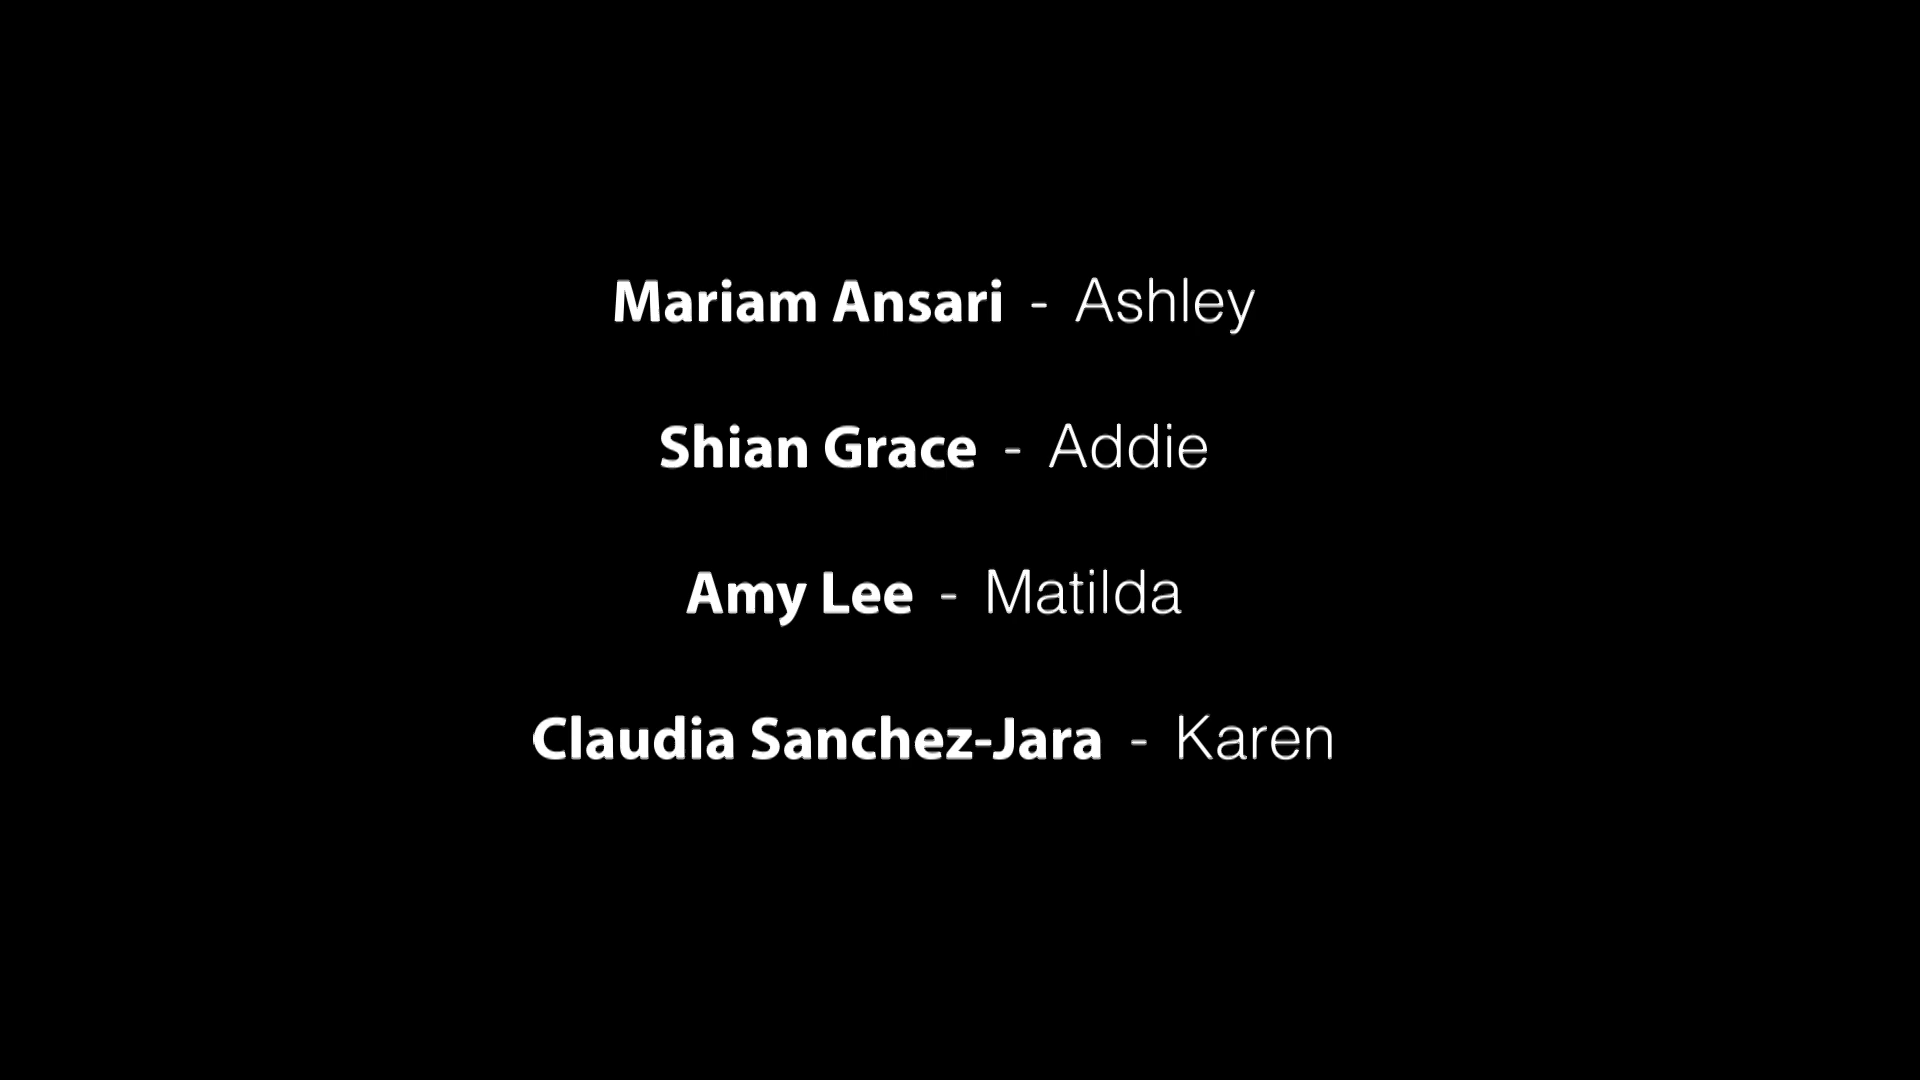 Mariam Ansari - Ashley
Shian Grace - Addie
Amy Lee - Matilda
Claudia Sanchez-Jara - Karen